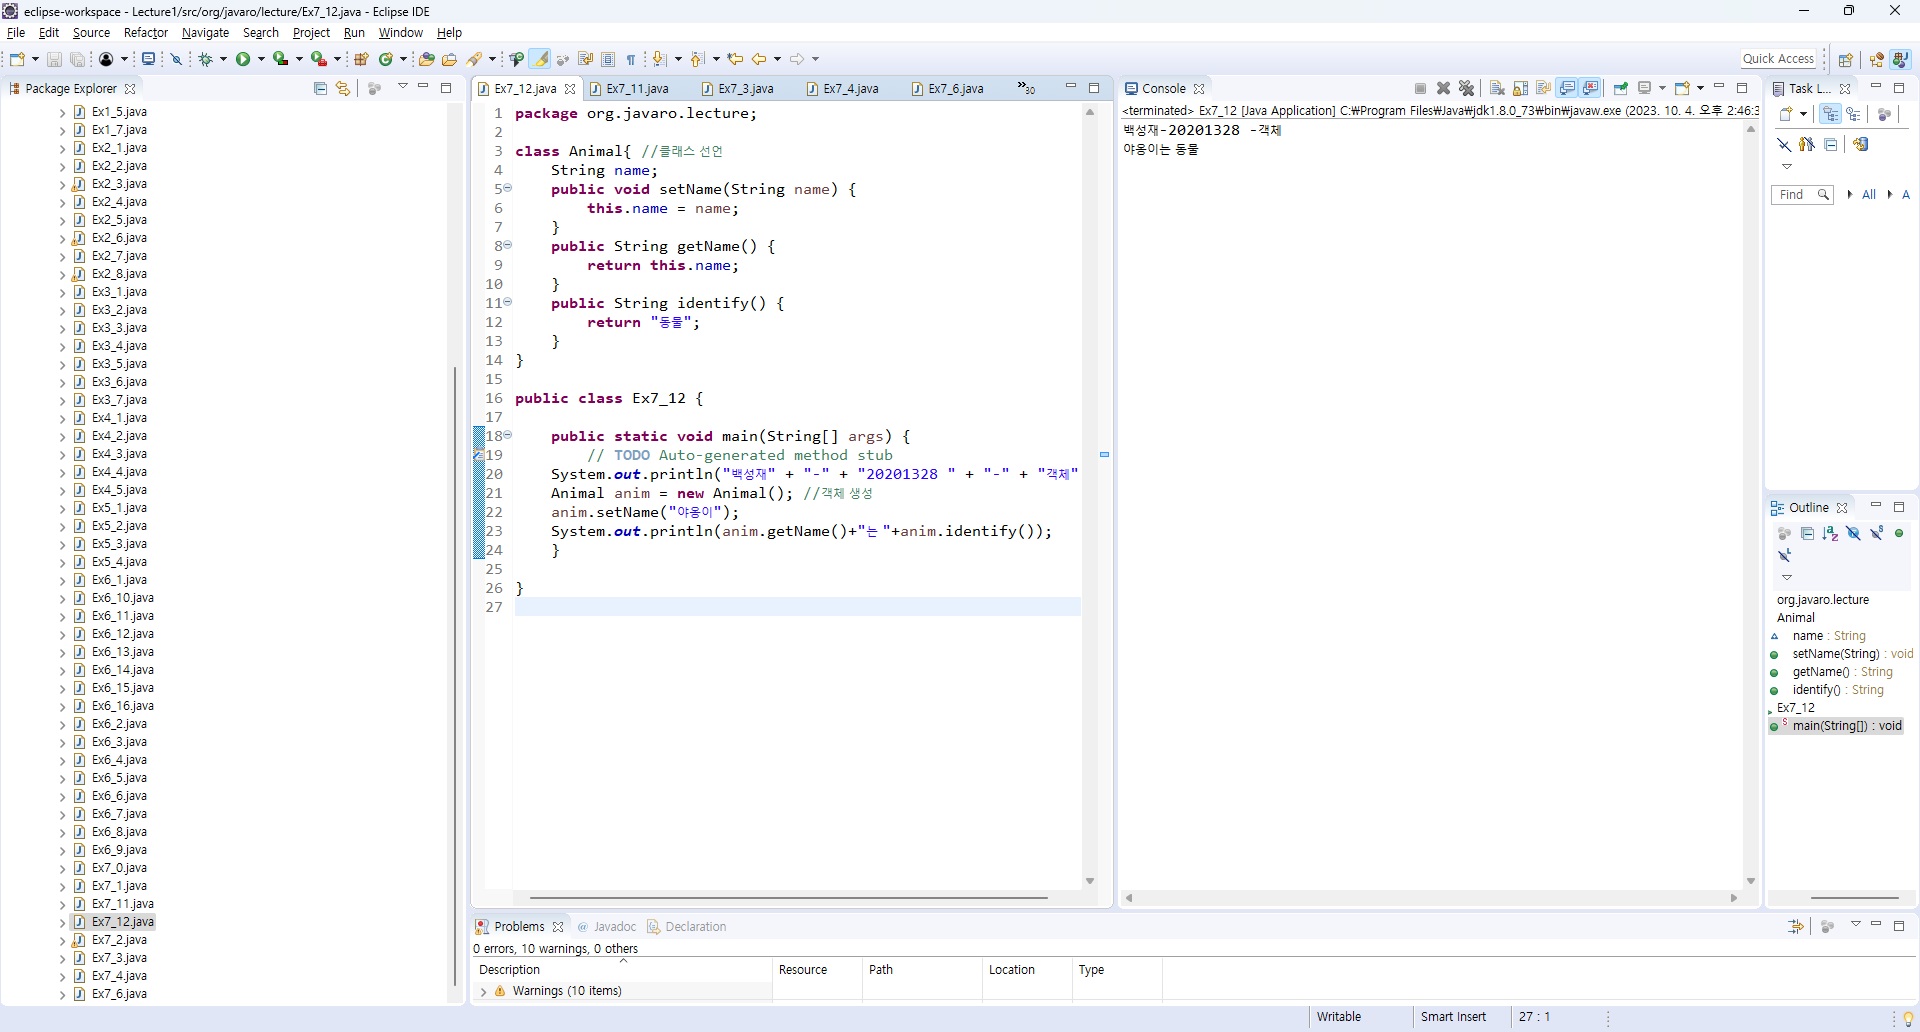 eclipse-workspace - Lecture1/src/org/javaro/lecture/Ex7_12.java - Eclipse IDE
File Edit Source Refactor Navigate Search Project Run Window Help
Quick Access
Package Explorer
Ex1_5.java
Ex1_7.java
Ex2_1.java
Ex2_2.java
Ex2_3.java
Ex2_4.java
Ex2_5.java
Ex2_6.java
Ex2_7.java
Ex2_8.java
Ex3_1.java
Ex3_2.java
Ex3_3.java
Ex3_4.java
Ex3_5.java
Ex3_6.java
Ex3_7.java
Ex4_1.java
Ex4_2.java
Ex4_3.java
Ex4_4.java
Ex4_5.java
Ex5_1.java
Ex5_2.java
Ex5_3.java
Ex5_4.java
Ex6_1.java
Ex6_10.java
Ex6_11.java
Ex6_12.java
Ex6_13.java
Ex6_14.java
Ex6_15.java
Ex6_16.java
Ex6_2.java
Ex6_3.java
Ex6_4.java
Ex6_5.java
Ex6_6.java
Ex6_7.java
Ex6_8.java
Ex6_9.java
Ex7_0.java
Ex7_1.java
Ex7_11.java
Ex7_12.java
Ex7_2.java
Ex7_3.java
Ex7_4.java
Ex7_6.java
Ex7_12.java Ex7_11.java Ex7_3.java Ex7_4.java Ex7_6.java »30
1 package org.javaro.lecture;
2
3 class Animal{ //클래스 선언
4 String name;
5 public void setName(String name) {
6 this.name = name;
7 }
8 public String getName() {
9 return this.name;
10 }
11 public String identify() {
12 return "동물";
13 }
14 }
15
16 public class Ex7_12 {
17
18 public static void main(String[] args) {
19 // TODO Auto-generated method stub
20 System.out.println("백성재" + "-" + "20201328 " + "-" + "객체"
21 Animal anim = new Animal(); //객체 생성
22 anim.setName("야옹이");
23 System.out.println(anim.getName()+"는 "+anim.identify());
24 }
25
26 }
27
Console
<terminated> Ex7_12 [Java Application] C:₩Program Files₩Java₩jdk1.8.0_73₩bin₩javaw.exe (2023. 10. 4. 오후 2:46:3
백성재-20201328 -객체
야옹이는 동물
Task L...
Find All A
Outline
org.javaro.lecture
Animal
name : String
setName(String) : void
getName() : String
identify() : String
Ex7_12
main(String[]) : void
Problems Javadoc Declaration
0 errors, 10 warnings, 0 others
Description Resource Path Location Type
Warnings (10 items)
Writable Smart Insert 27 : 1